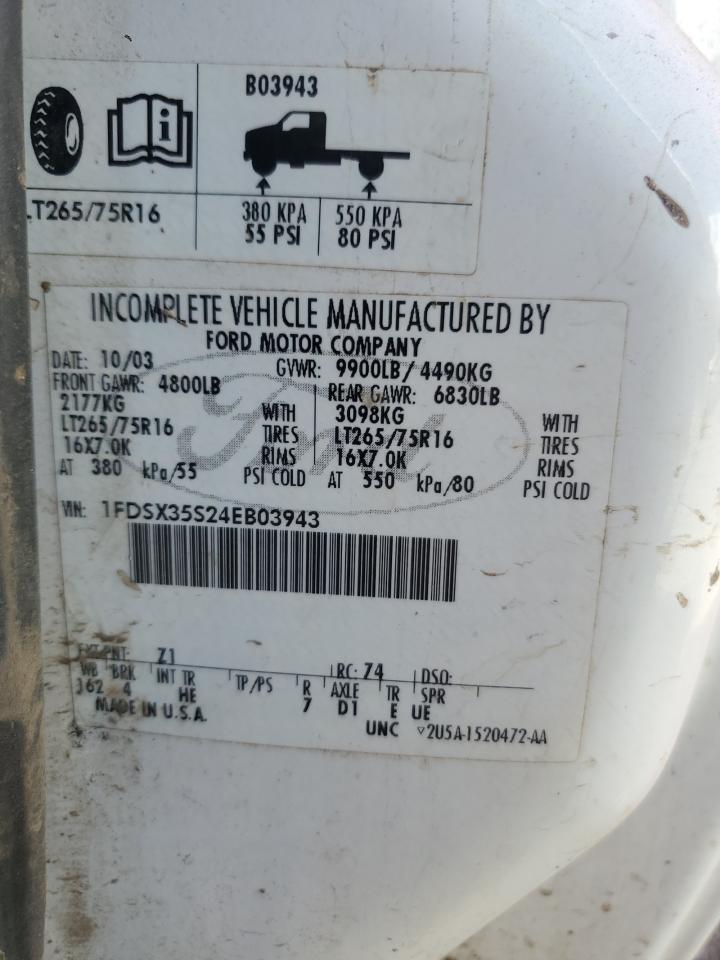 B03943
LT265/75R16
380 KPA 550 KPA
55 PSI 80 PSI
INCOMPLETE VEHICLE MANUFACTURED BY
FORD MOTOR COMPANY
DATE: 10/03 GVWR: 9900LB/4490KG
FRONT GAWR: 4800LB REAR GAWR: 6830LB
2177KG WITH 3098KG WITH
LT265/75R16 TIRES LT265/75R16 TIRES
16X7.0K RIMS 16X7.0K RIMS
AT 380 kPa/55 PSI COLD AT 550 kPa/80 PSI COLD
Ford
VIN: 1FDSX35S24EB03943
EXT PNT: Z1 RC: 74 DSO:
WB BRK INT TR TP/PS R AXLE TR SPR
162 4 HE 7 D1 E UE
MADE IN U.S.A. UNC ▽2U5A-1520472-AA